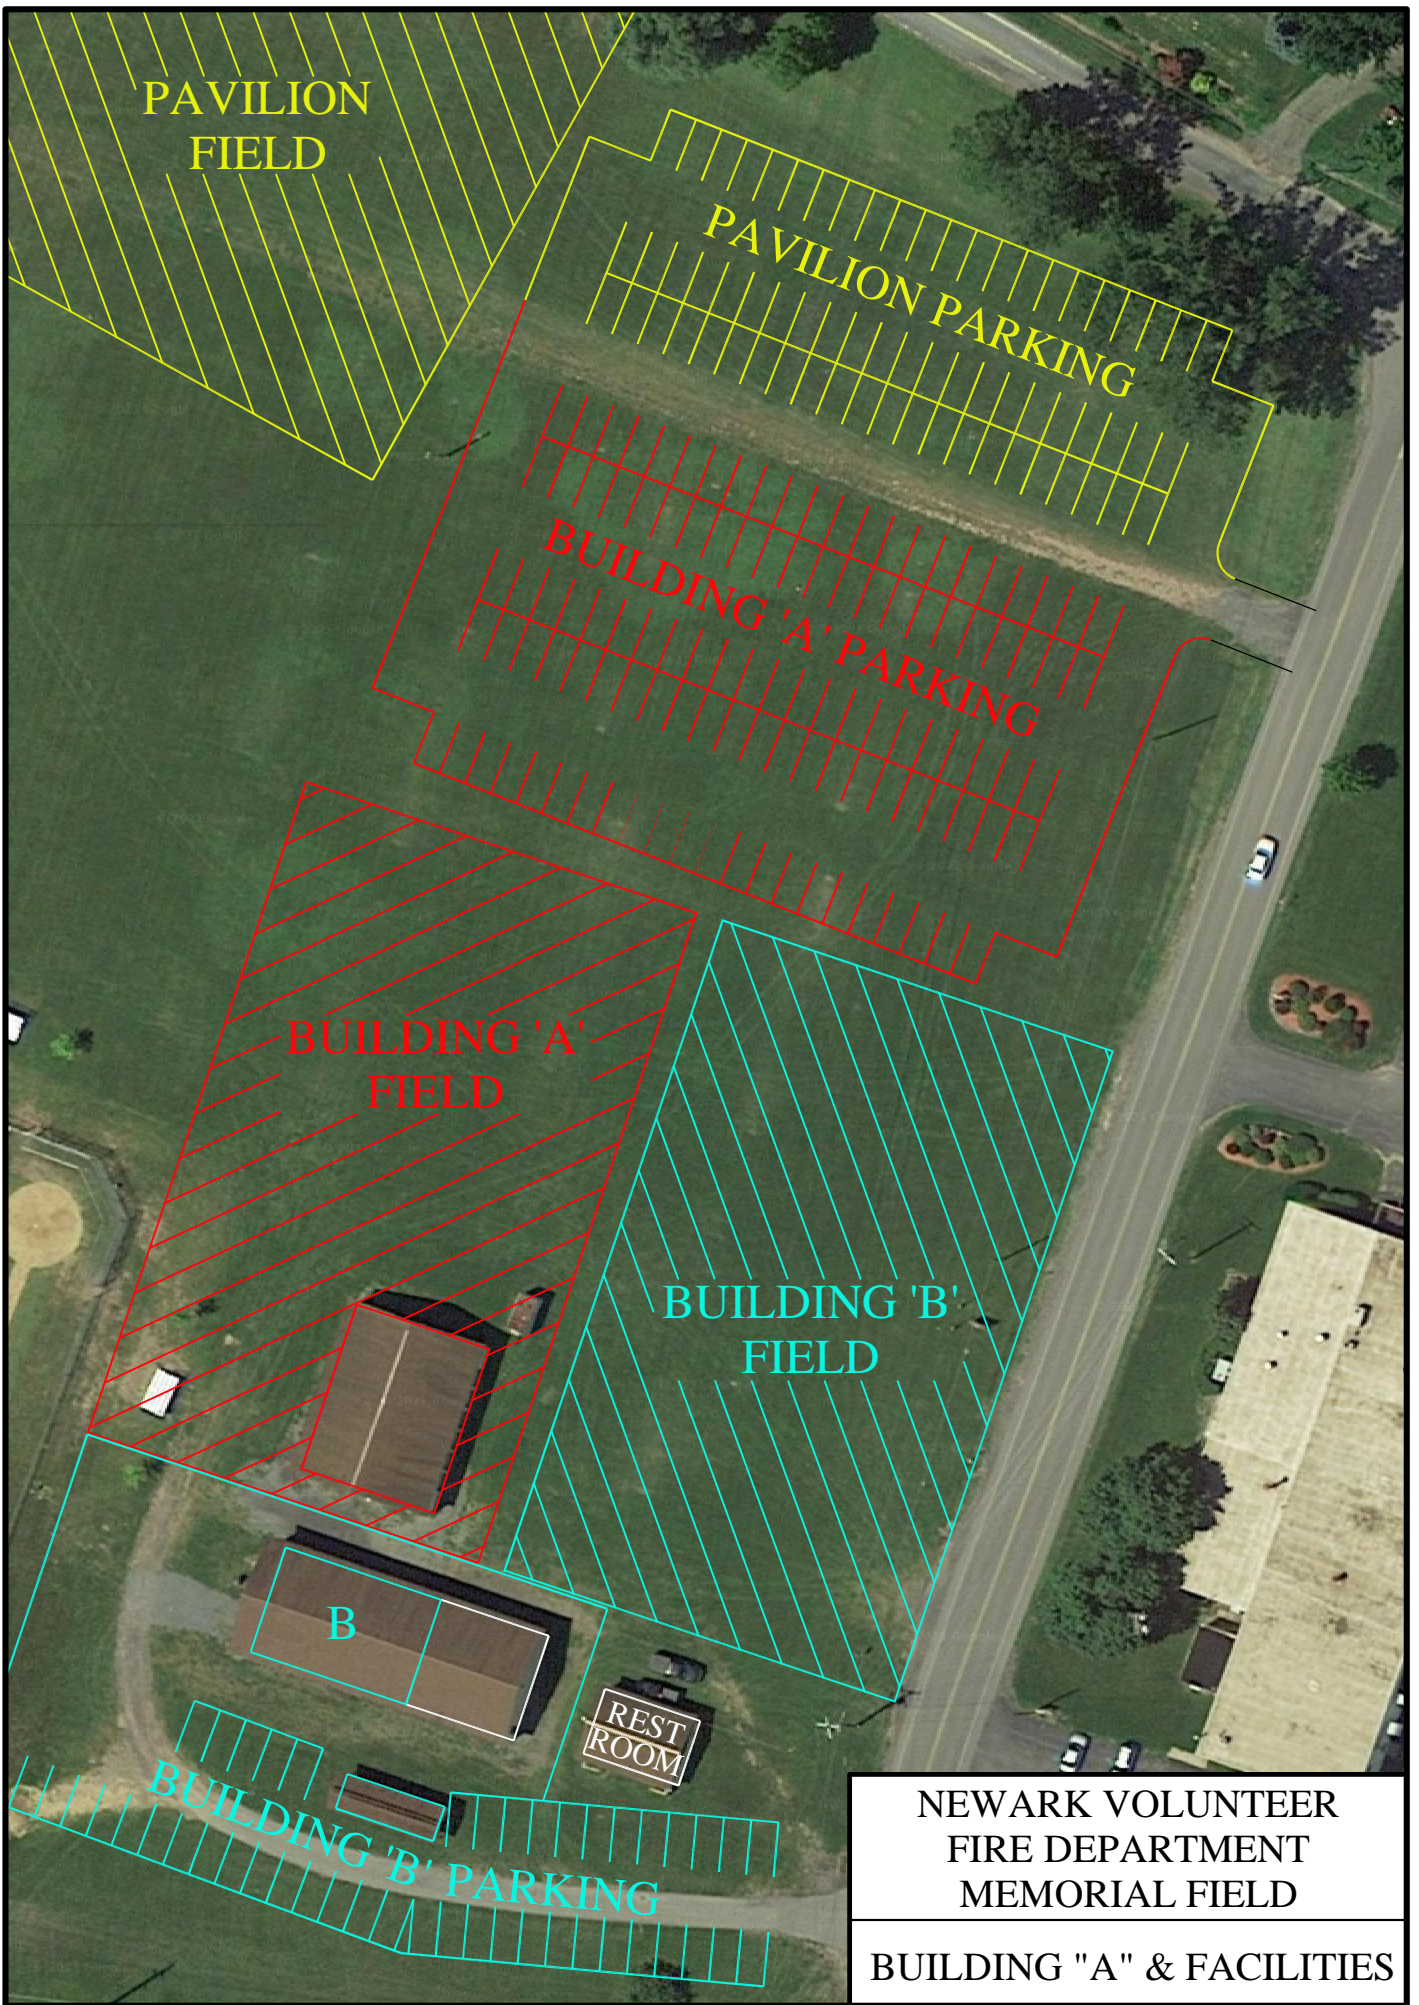 PAVILION
FIELD
PAVILION PARKING
BUILDING 'A' PARKING
BUILDING 'A'
FIELD
BUILDING 'B'
FIELD
B
REST
ROOM
BUILDING 'B' PARKING
NEWARK VOLUNTEER
FIRE DEPARTMENT
MEMORIAL FIELD
BUILDING "A" & FACILITIES